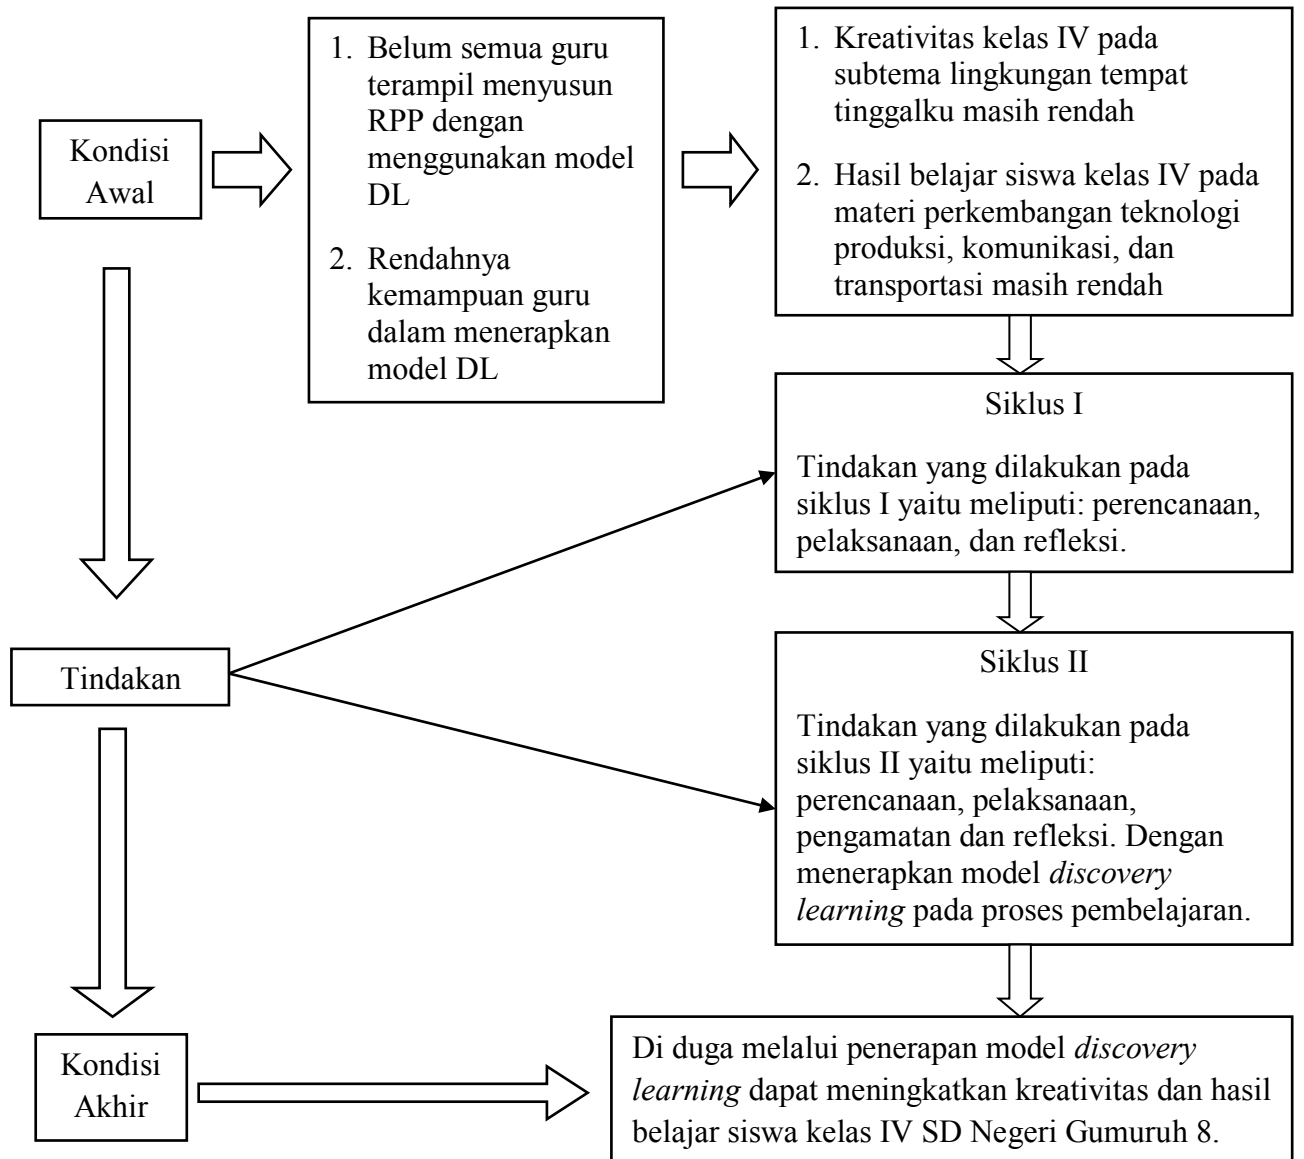 Kondisi
Awal
1. Belum semua guru
terampil menyusun
RPP dengan
menggunakan model
DL
2. Rendahnya
kemampuan guru
dalam menerapkan
model DL
1. Kreativitas kelas IV pada
subtema lingkungan tempat
tinggalku masih rendah
2. Hasil belajar siswa kelas IV pada
materi perkembangan teknologi
produksi, komunikasi, dan
transportasi masih rendah
Siklus I
Tindakan yang dilakukan pada
siklus I yaitu meliputi: perencanaan,
pelaksanaan, dan refleksi.
Tindakan
Siklus II
Tindakan yang dilakukan pada
siklus II yaitu meliputi:
perencanaan, pelaksanaan,
pengamatan dan refleksi. Dengan
menerapkan model discovery
learning pada proses pembelajaran.
Kondisi
Akhir
Di duga melalui penerapan model discovery
learning dapat meningkatkan kreativitas dan hasil
belajar siswa kelas IV SD Negeri Gumuruh 8.